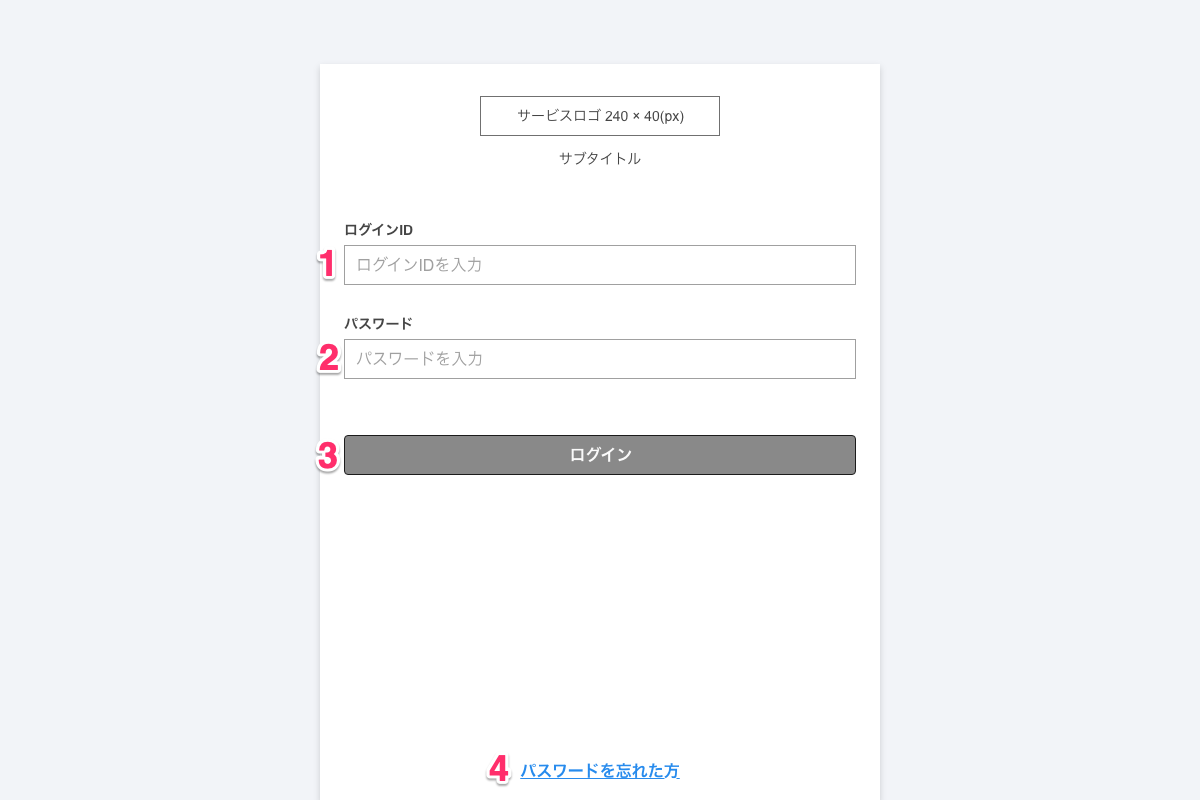 サービスロゴ 240 × 40(px)
サブタイトル
ログインID
1 ログインIDを入力
パスワード
2 パスワードを入力
3 ログイン
4 パスワードを忘れた方